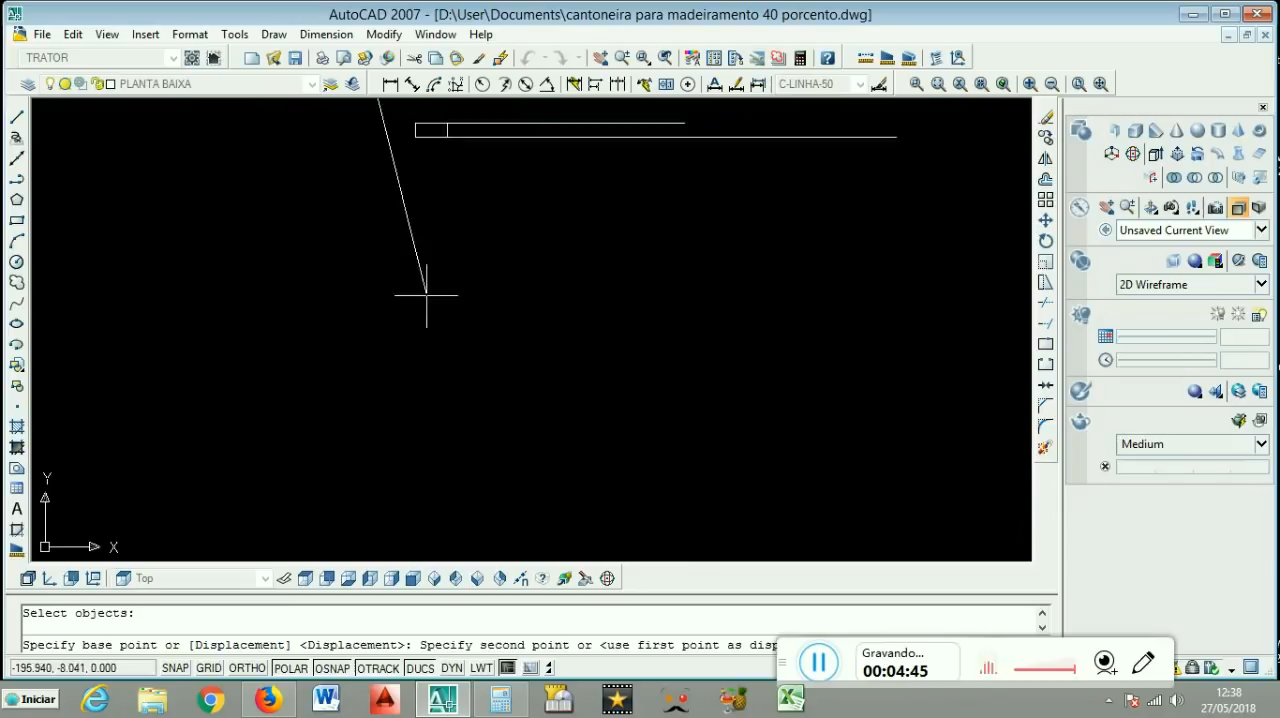 AutoCAD 2007 - [D:\User\Documents\cantoneira para madeiramento 40 porcento.dwg]
File Edit View Insert Format Tools Draw Dimension Modify Window Help
TRATOR
PLANTA BAIXA
C-LINHA-50
Unsaved Current View
2D Wireframe
Medium
Y
X
Top
Select objects:
Specify base point or [Displacement] <Displacement>: Specify second point or <use first point as disp
-195.940, -8.041, 0.000 SNAP GRID ORTHO POLAR OSNAP OTRACK DUCS DYN LWT
Gravando...
00:04:45
Iniciar
12:38
27/05/2018